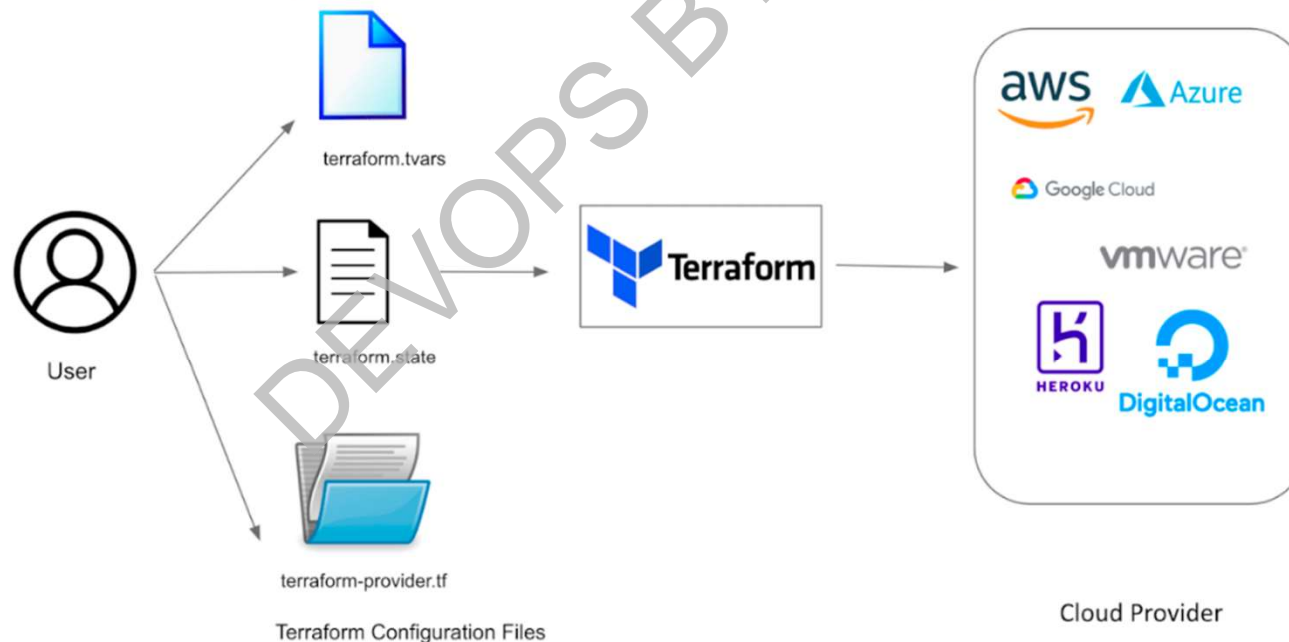 DEVOPS B
terraform.tvars
User
terraform.state
terraform-provider.tf
Terraform Configuration Files
Terraform
aws
Azure
Google Cloud
vmware®
HEROKU
DigitalOcean
Cloud Provider